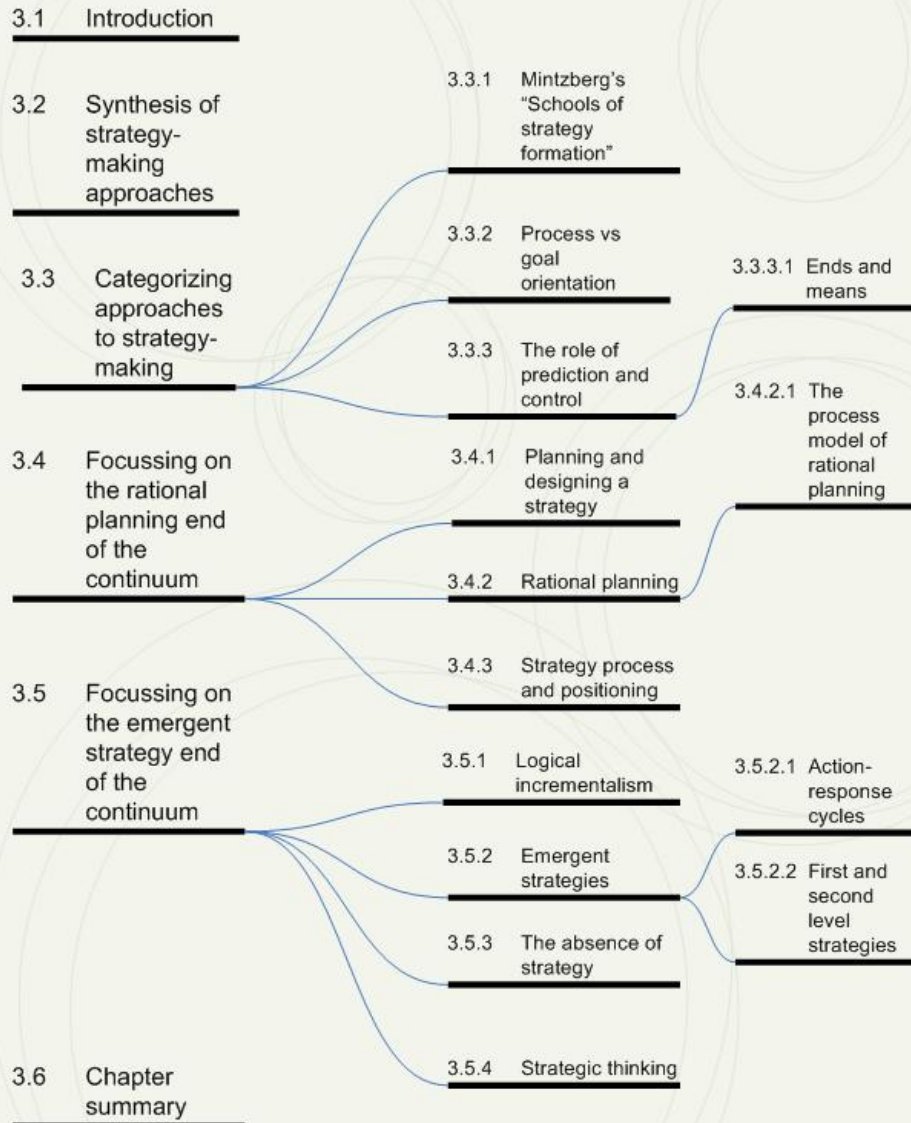 3.1 Introduction
3.2 Synthesis of
strategy-
making
approaches
3.3 Categorizing
approaches
to strategy-
making
3.3.1 Mintzberg's
“Schools of
strategy
formation”
3.3.2 Process vs
goal
orientation
3.3.3 The role of
prediction and
control
3.3.3.1 Ends and
means
3.4 Focussing on
the rational
planning end
of the
continuum
3.4.1 Planning and
designing a
strategy
3.4.2 Rational planning
3.4.2.1 The
process
model of
rational
planning
3.4.3 Strategy process
and positioning
3.5 Focussing on
the emergent
strategy end
of the
continuum
3.5.1 Logical
incrementalism
3.5.2 Emergent
strategies
3.5.2.1 Action-
response
cycles
3.5.2.2 First and
second
level
strategies
3.5.3 The absence of
strategy
3.5.4 Strategic thinking
3.6 Chapter
summary